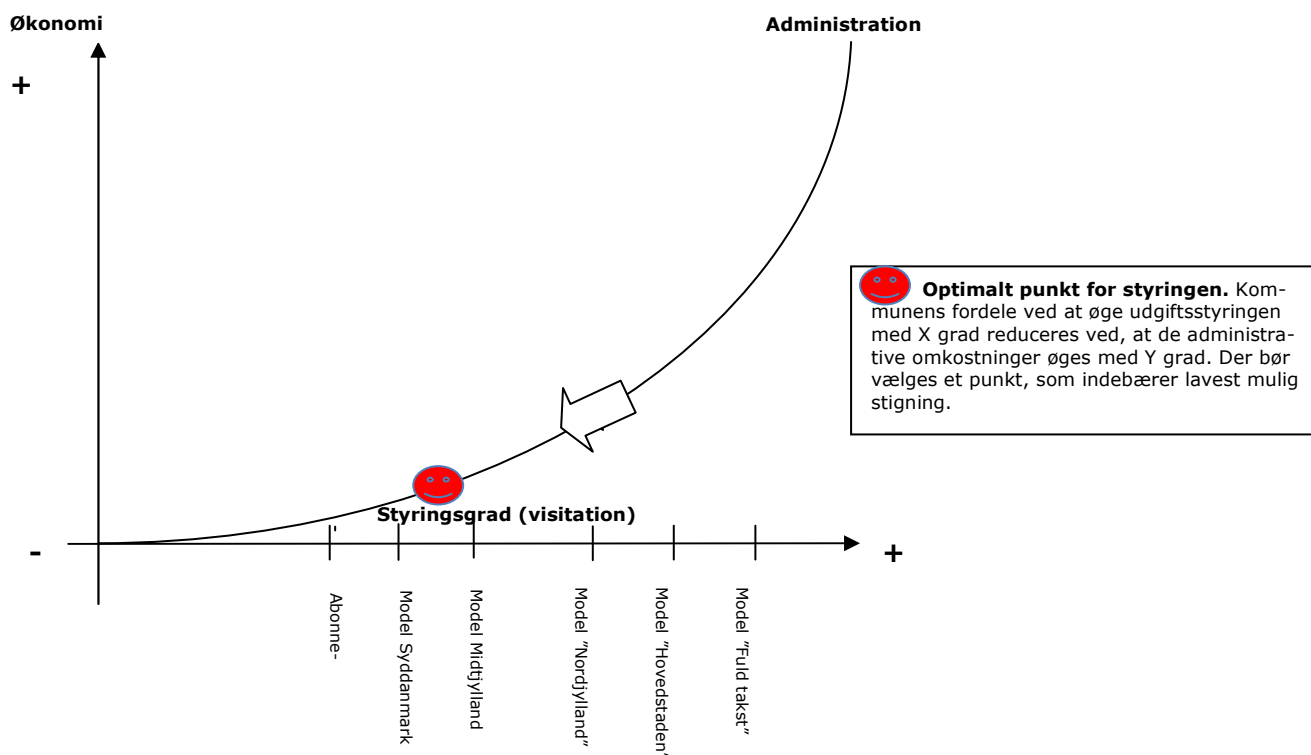 Økonomi
Administration
+
Optimalt punkt for styringen. Kom-
munens fordele ved at øge udgiftsstyringen
med X grad reduceres ved, at de administra-
tive omkostninger øges med Y grad. Der bør
vælges et punkt, som indebærer lavest mulig
stigning.
Styringsgrad (visitation)
-
+
Abonne-
Model Syddanmark
Model Midtjylland
Model ”Nordjylland”
Model ”Hovedstaden”
Model ”Fuld takst”